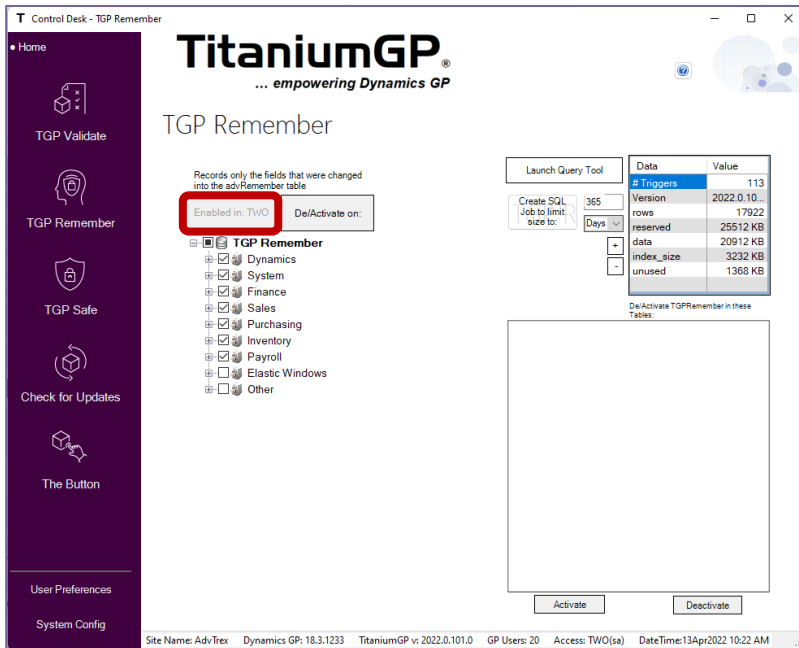 T Control Desk - TGP Remember
Home
TGP Validate
TGP Remember
TGP Safe
Check for Updates
The Button
User Preferences
System Config
TitaniumGP®
... empowering Dynamics GP
TGP Remember
Records only the fields that were changed
into the advRemember table
Enabled in: TWO
De/Activate on:
TGP Remember
Dynamics
System
Finance
Sales
Purchasing
Inventory
Payroll
Elastic Windows
Other
Launch Query Tool
Create SQL
Job to limit
size to:
365
Days
+
-
Data Value
# Triggers 113
Version 2022.0.10...
rows 17922
reserved 25512 KB
data 20912 KB
index_size 3232 KB
unused 1368 KB
De/Activate TGPRemember in these
Tables:
Activate
Deactivate
Site Name: AdvTrex Dynamics GP: 18.3.1233 TitaniumGP v: 2022.0.101.0 GP Users: 20 Access: TWO(sa) DateTime:13Apr2022 10:22 AM